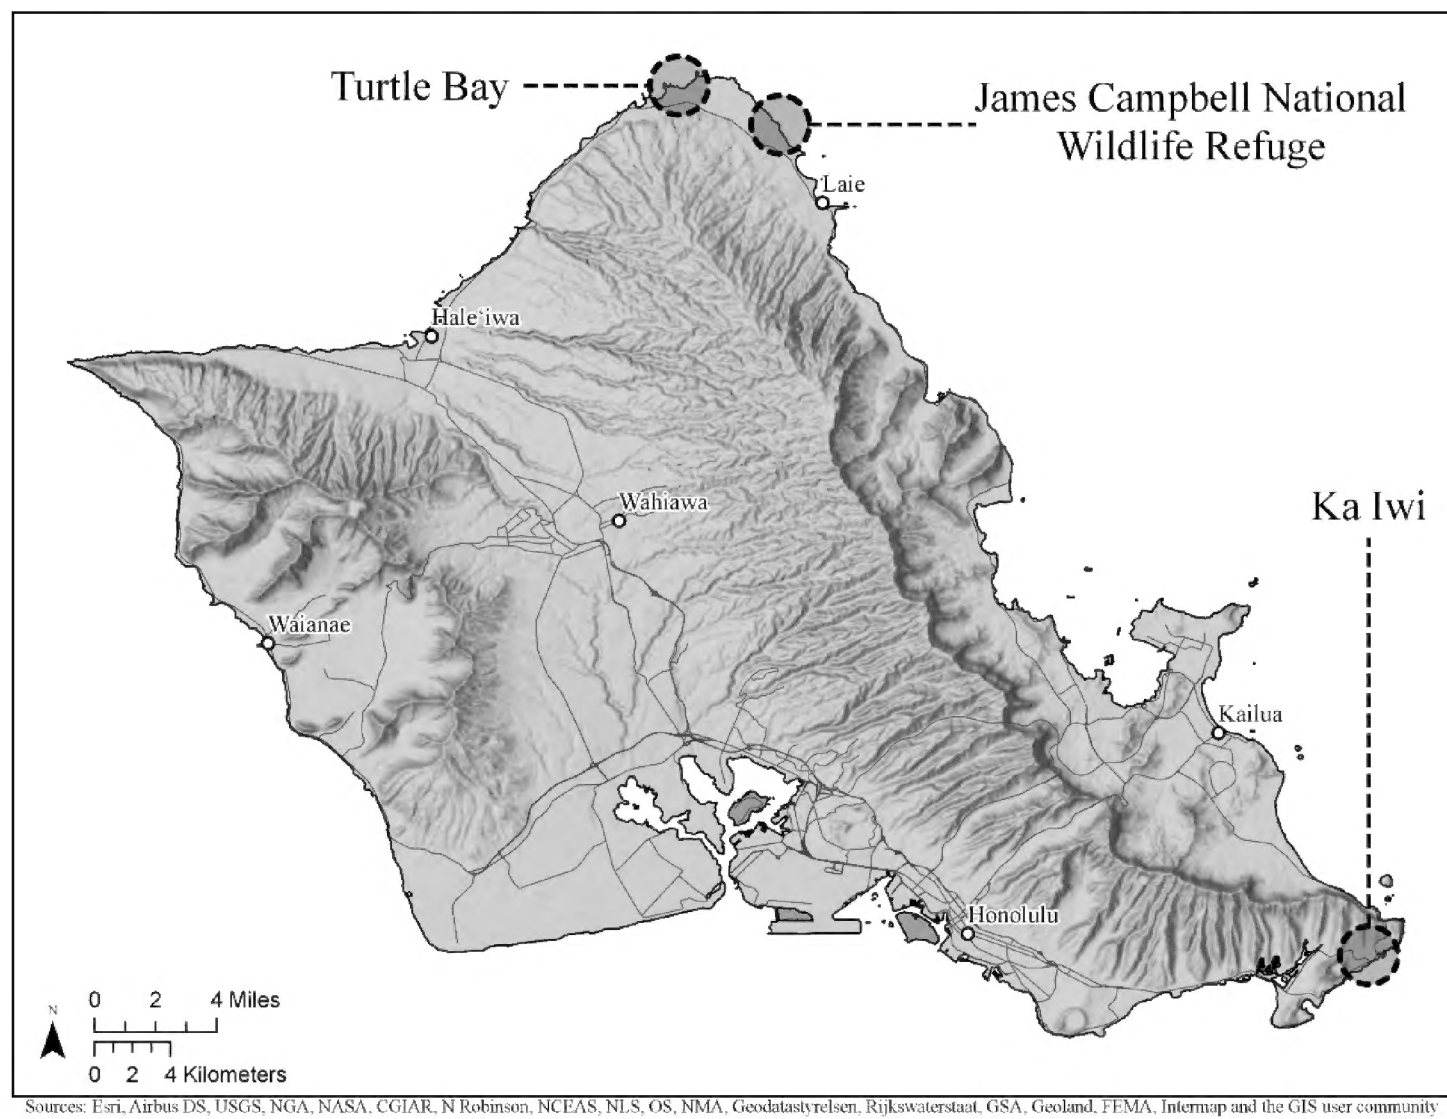 Turtle Bay
James Campbell National
Wildlife Refuge
Laie
Haleʻiwa
Ka Iwi
Wahiawa
Waianae
Kailua
Honolulu
N
0 2 4 Miles
0 2 4 Kilometers
Sources: Esri, Airbus DS, USGS, NGA, NASA, CGIAR, N Robinson, NCEAS, NLS, OS, NMA, Geodatastyrelsen, Rijkswaterstaat, GSA, Geoland, FEMA, Intermap and the GIS user community